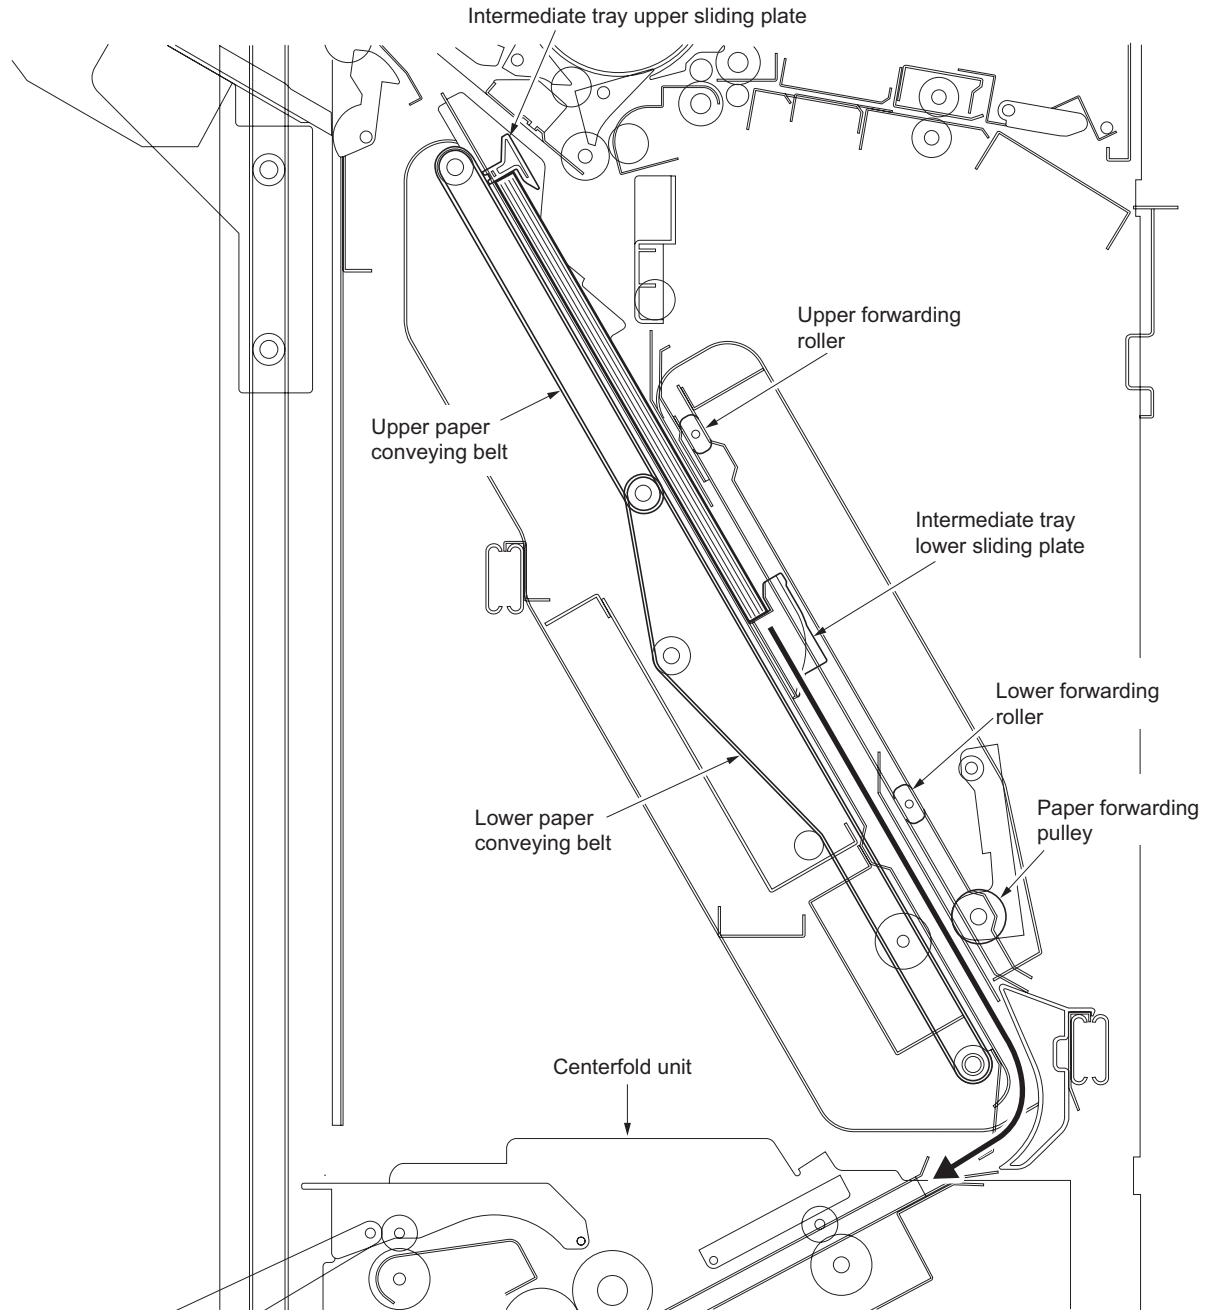 Intermediate tray upper sliding plate
Upper forwarding
roller
Upper paper
conveying belt
Intermediate tray
lower sliding plate
Lower forwarding
roller
Lower paper
conveying belt
Paper forwarding
pulley
Centerfold unit